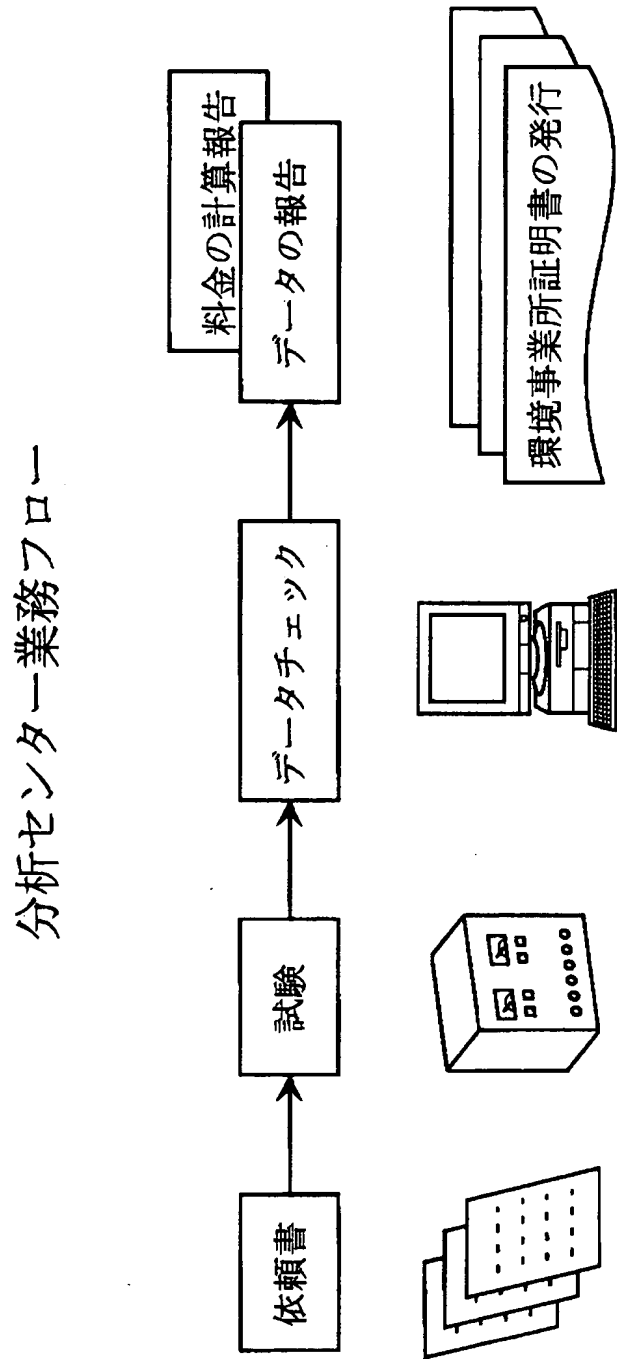 分析センター業務フロー
依頼書
試験
データチェック
料金の計算報告
データの報告
環境事業所証明書の発行